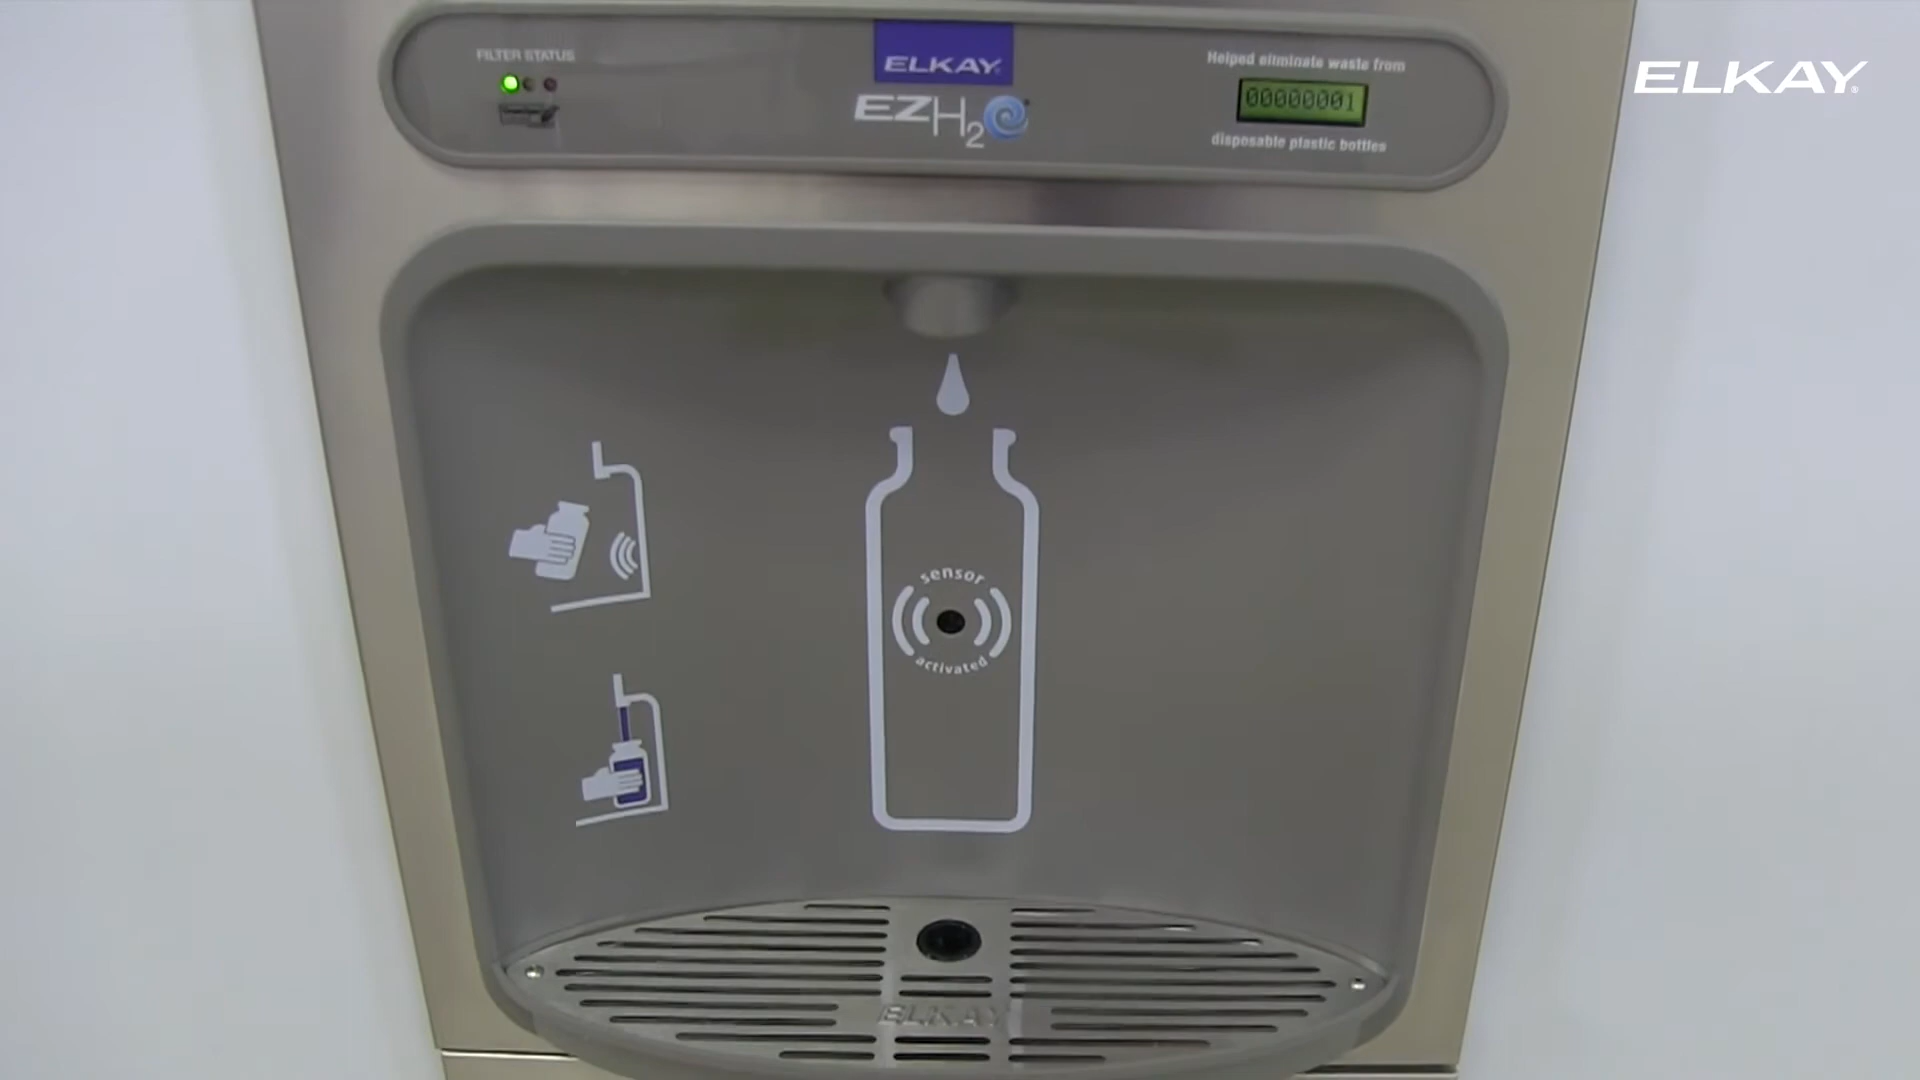 FILTER STATUS
ELKAY
EZH2O
Helped eliminate waste from
00000001
disposable plastic bottles
ELKAY®
sensor
activated
ELKAY